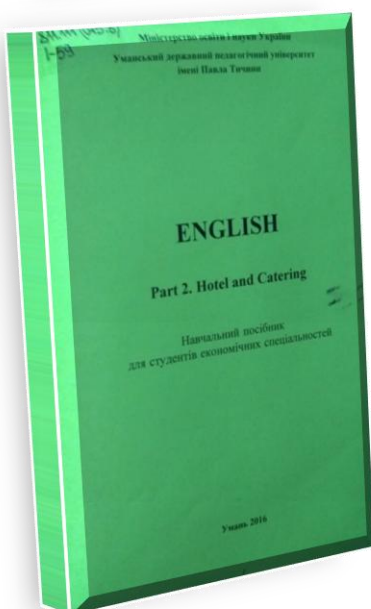 Міністерство освіти і науки України
Уманський державний педагогічний університет
імені Павла Тичини
ENGLISH
Part 2. Hotel and Catering
Навчальний посібник
для студентів економічних спеціальностей
Умань 2016